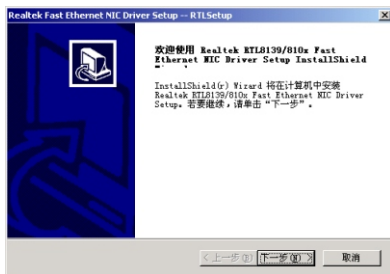 Realtek Fast Ethernet NIC Driver Setup -- RTLSetup
欢迎使用 Realtek RTL8139/810x Fast
Ethernet NIC Driver Setup InstallShield
InstallShield(r) Wizard 将在计算机中安装
Realtek RTL8139/810x Fast Ethernet NIC Driver
Setup。若要继续，请单击“下一步”。
< 上一步(B) 下一步(N) > 取消